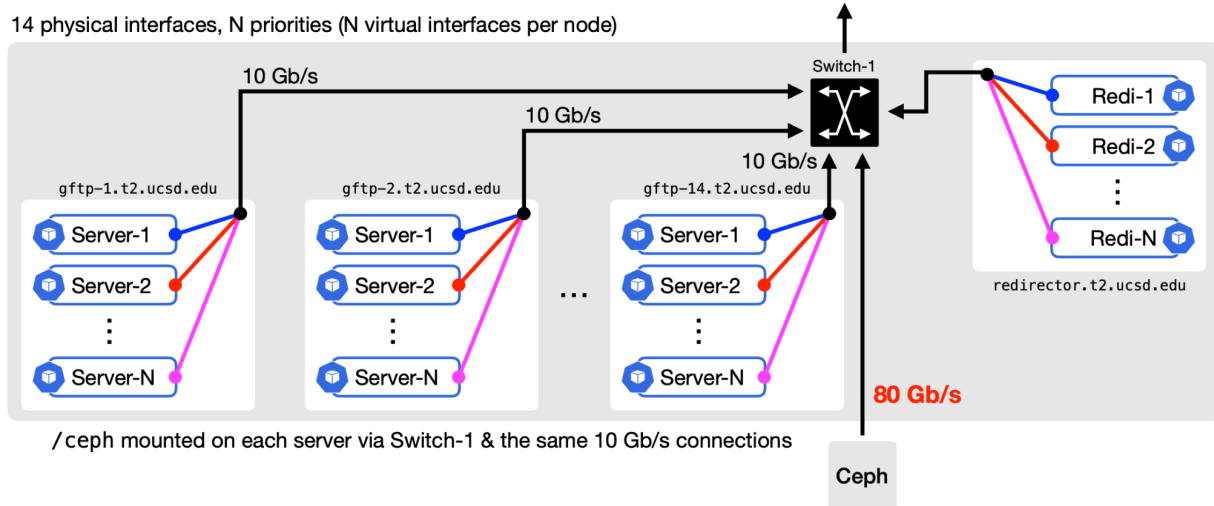 14 physical interfaces, N priorities (N virtual interfaces per node)
Switch-1
10 Gb/s
10 Gb/s
10 Gb/s
gftp-1.t2.ucsd.edu
Server-1
Server-2
⋮
Server-N
gftp-2.t2.ucsd.edu
Server-1
Server-2
⋮
Server-N
...
gftp-14.t2.ucsd.edu
Server-1
Server-2
⋮
Server-N
Redi-1
Redi-2
⋮
Redi-N
redirector.t2.ucsd.edu
80 Gb/s
/ceph mounted on each server via Switch-1 & the same 10 Gb/s connections
Ceph